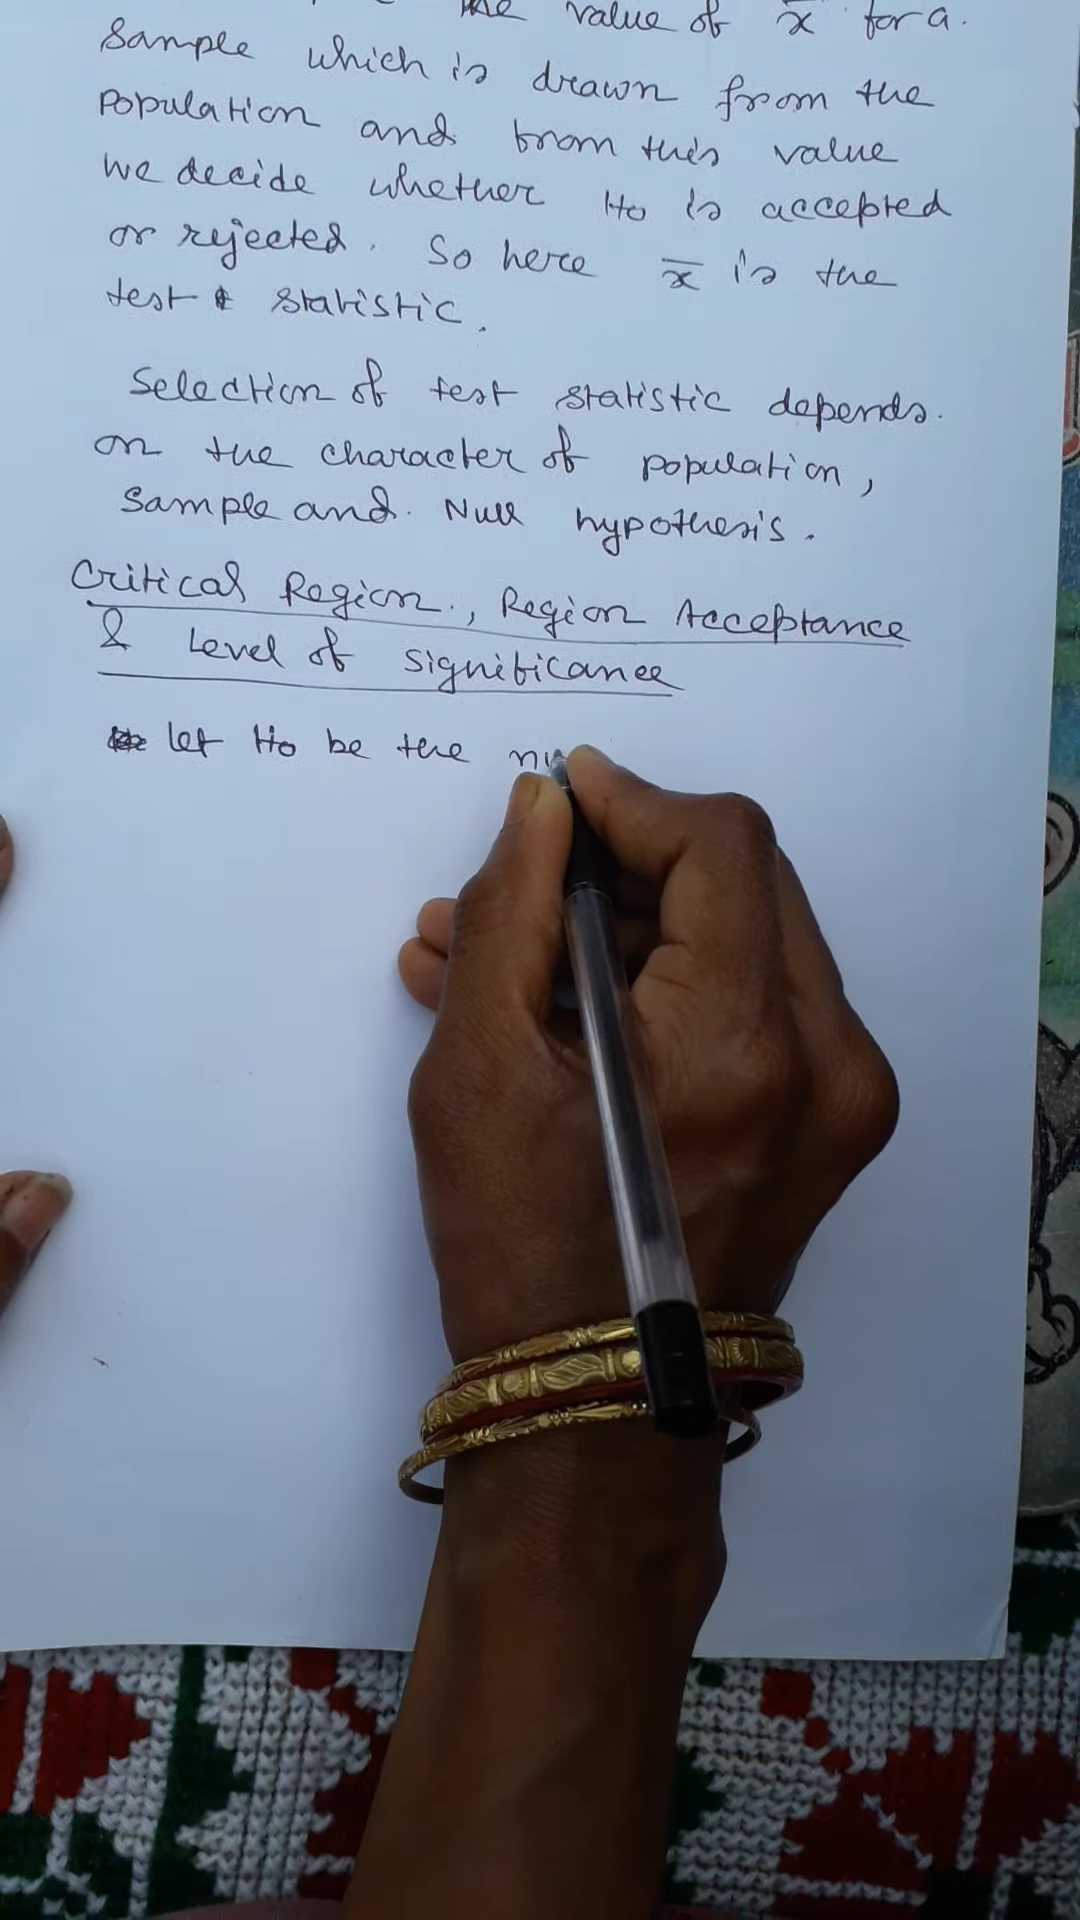 the value of x̄ for a.
Sample which is drawn from the
population and from this value
we decide whether Ho is accepted
or rejected. So here x̄ is the
test statistic.
Selection of test statistic depends.
on the character of population,
Sample and. Null hypothesis.
Critical Region., Region Acceptance
& Level of significance
let Ho be the nu